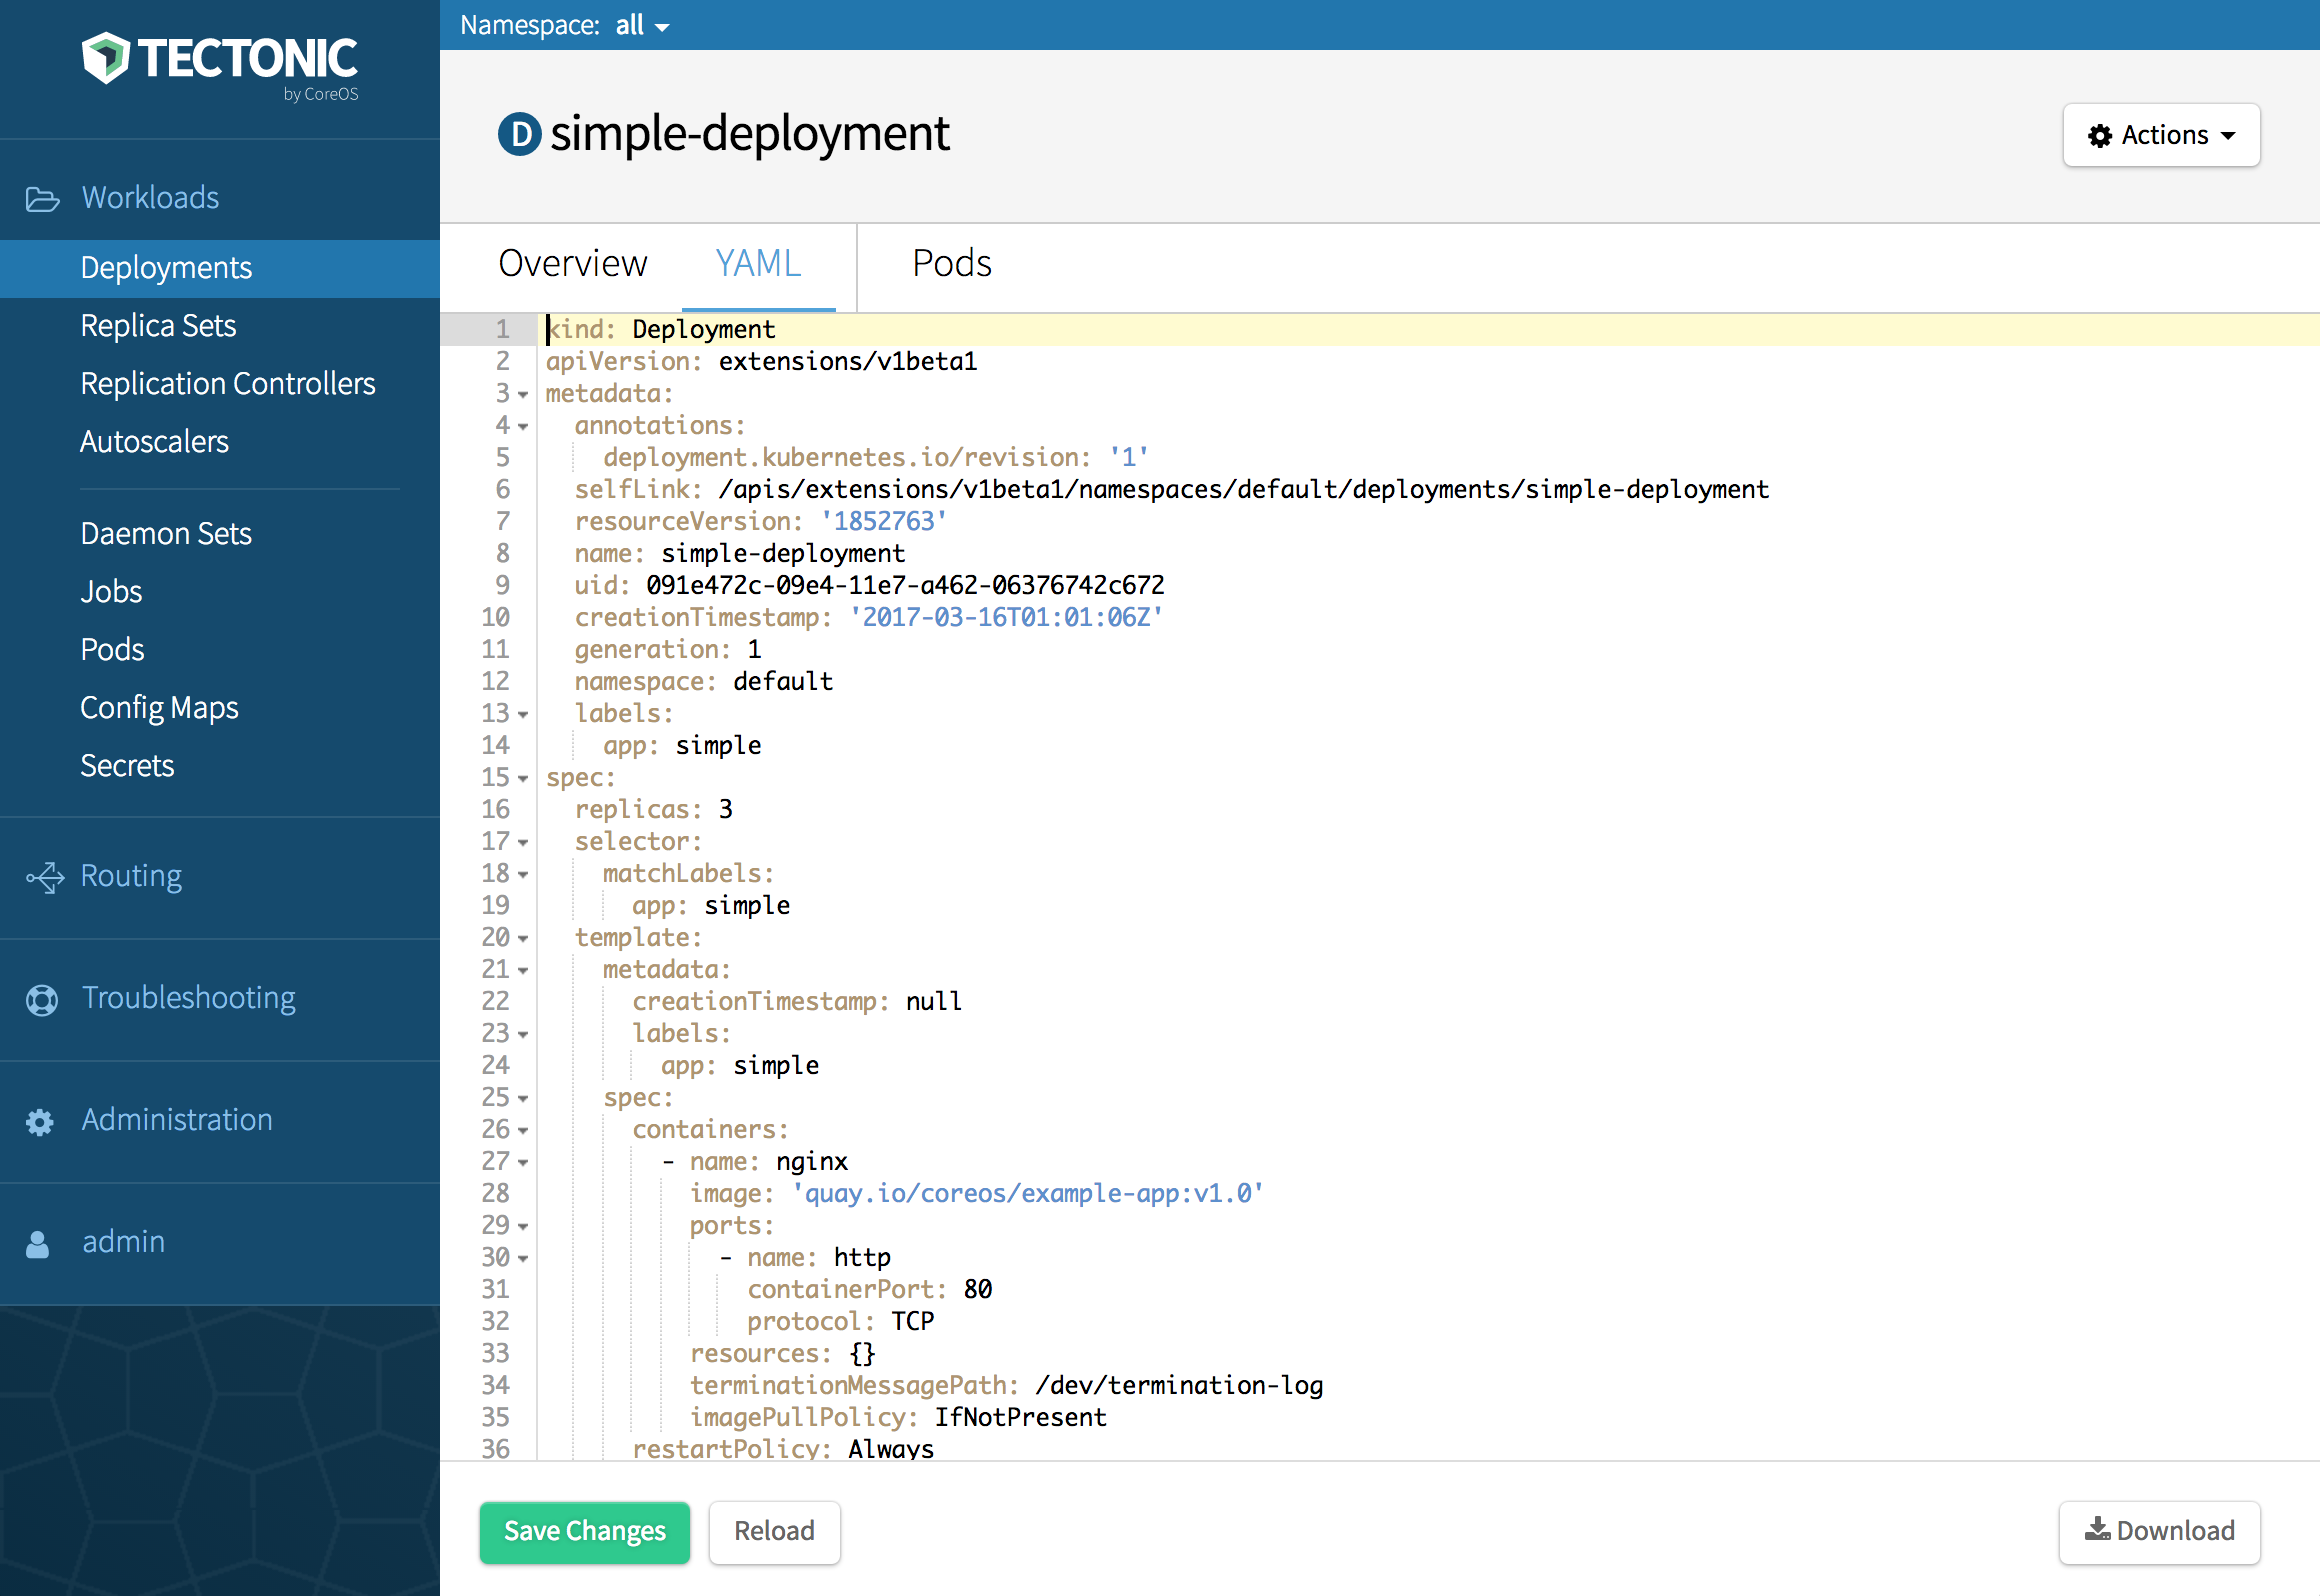 TECTONIC
by CoreOS
Workloads
Deployments
Replica Sets
Replication Controllers
Autoscalers
Daemon Sets
Jobs
Pods
Config Maps
Secrets
Routing
Troubleshooting
Administration
admin
Namespace: all
D simple-deployment
Actions
Overview YAML Pods
1 kind: Deployment
2 apiVersion: extensions/v1beta1
3 metadata:
4 annotations:
5 deployment.kubernetes.io/revision: '1'
6 selfLink: /apis/extensions/v1beta1/namespaces/default/deployments/simple-deployment
7 resourceVersion: '1852763'
8 name: simple-deployment
9 uid: 091e472c-09e4-11e7-a462-06376742c672
10 creationTimestamp: '2017-03-16T01:01:06Z'
11 generation: 1
12 namespace: default
13 labels:
14 app: simple
15 spec:
16 replicas: 3
17 selector:
18 matchLabels:
19 app: simple
20 template:
21 metadata:
22 creationTimestamp: null
23 labels:
24 app: simple
25 spec:
26 containers:
27 - name: nginx
28 image: 'quay.io/coreos/example-app:v1.0'
29 ports:
30 - name: http
31 containerPort: 80
32 protocol: TCP
33 resources: {}
34 terminationMessagePath: /dev/termination-log
35 imagePullPolicy: IfNotPresent
36 restartPolicy: Always
Save Changes Reload Download